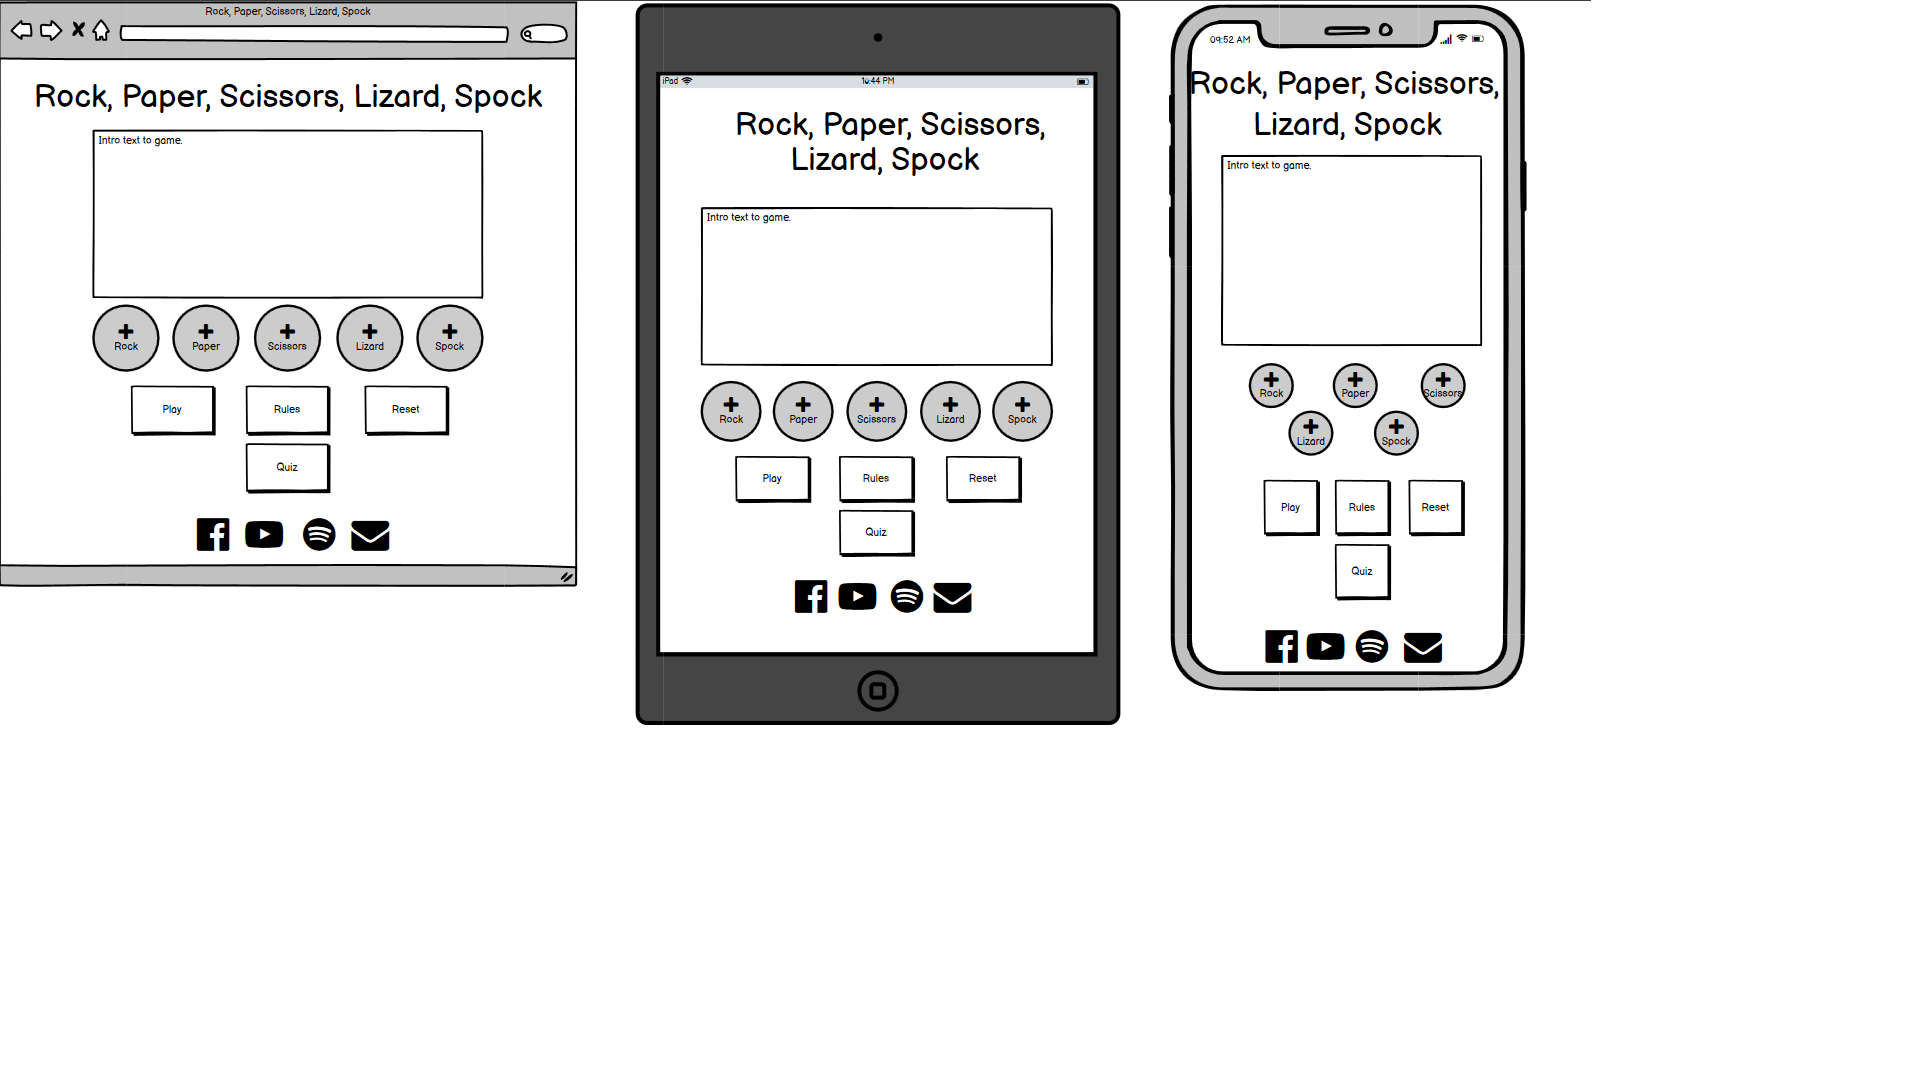 Rock, Paper, Scissors, Lizard, Spock
Rock, Paper, Scissors, Lizard, Spock
Intro text to game.
Rock
Paper
Scissors
Lizard
Spock
Play
Rules
Reset
Quiz
iPad
10:44 PM
Rock, Paper, Scissors,
Lizard, Spock
Intro text to game.
Rock
Paper
Scissors
Lizard
Spock
Play
Rules
Reset
Quiz
09:52 AM
Rock, Paper, Scissors,
Lizard, Spock
Intro text to game.
Rock
Paper
Scissors
Lizard
Spock
Play
Rules
Reset
Quiz